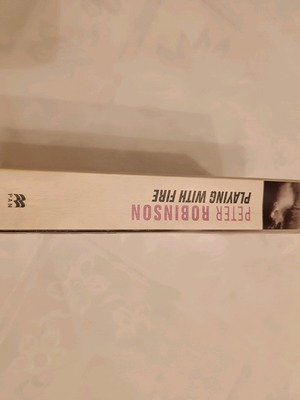 PETER ROBINSON
PLAYING WITH FIRE
PAN